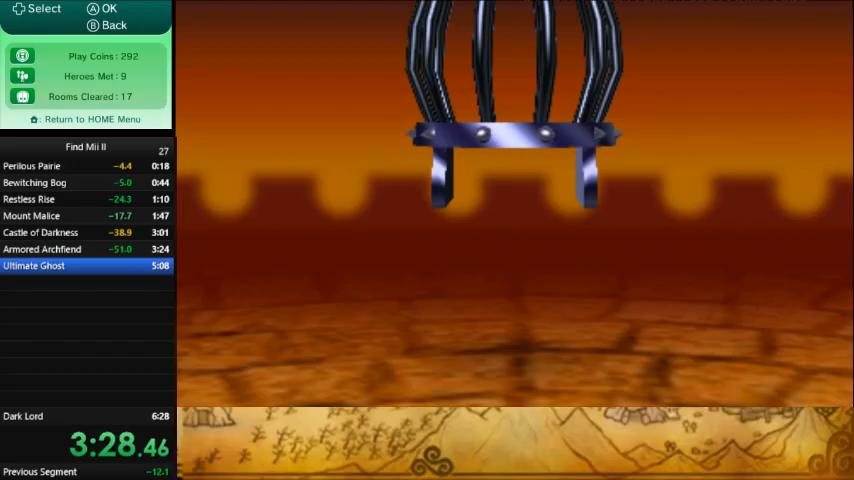 Select Ⓐ OK
Ⓑ Back
Play Coins: 292
Heroes Met: 9
Rooms Cleared: 17
: Return to HOME Menu
Find Mii II
27
Perilous Pairie -4.4 0:18
Bewitching Bog -5.0 0:44
Restless Rise -24.3 1:10
Mount Malice -17.7 1:47
Castle of Darkness -38.9 3:01
Armored Archfiend -51.0 3:24
Ultimate Ghost 5:08
Dark Lord 6:28
3:28.46
Previous Segment -12.1